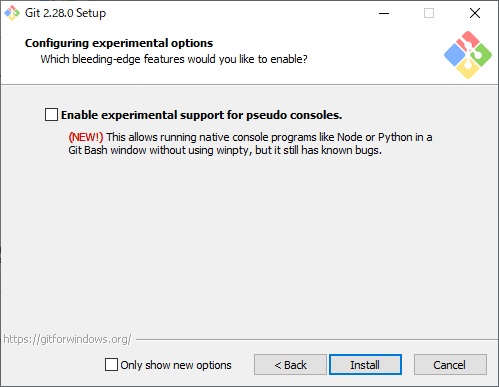 Git 2.28.0 Setup
Configuring experimental options
Which bleeding-edge features would you like to enable?
Enable experimental support for pseudo consoles.
(NEW!) This allows running native console programs like Node or Python in a
Git Bash window without using winpty, but it still has known bugs.
https://gitforwindows.org/
Only show new options
< Back
Install
Cancel